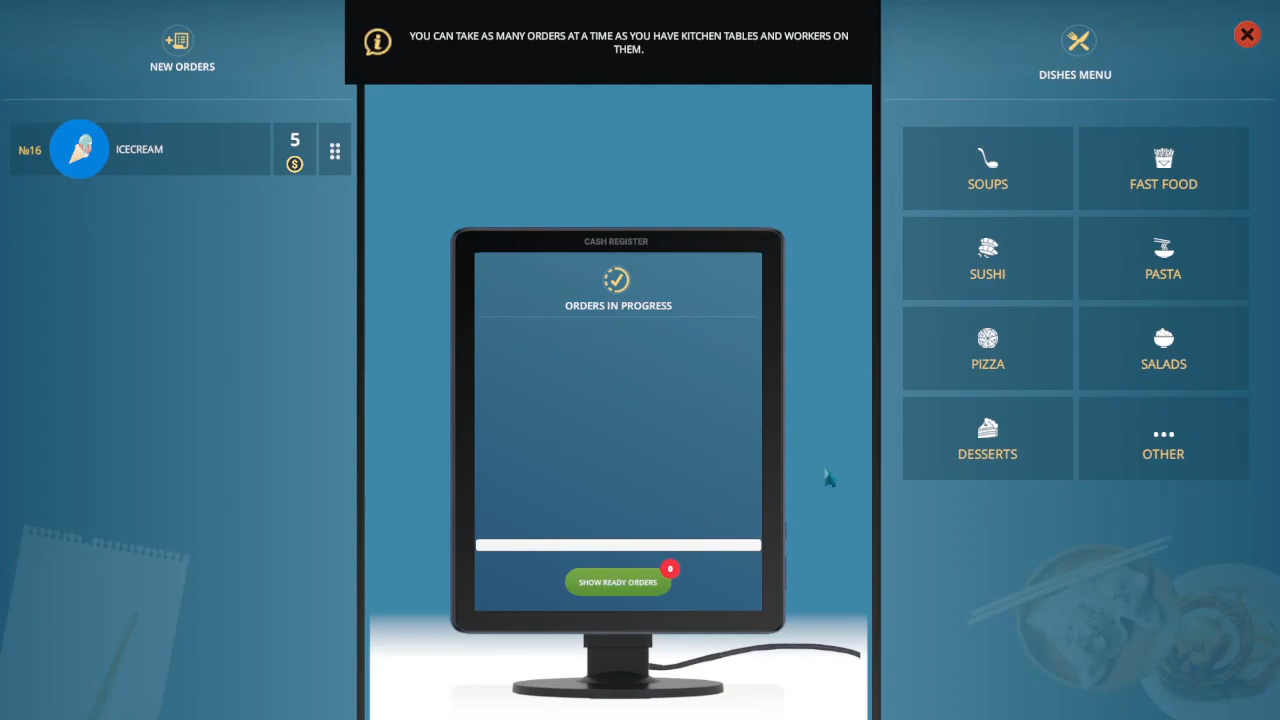 NEW ORDERS
№16
ICECREAM
5
$
YOU CAN TAKE AS MANY ORDERS AT A TIME AS YOU HAVE KITCHEN TABLES AND WORKERS ON
THEM.
CASH REGISTER
ORDERS IN PROGRESS
SHOW READY ORDERS
0
DISHES MENU
SOUPS
FAST FOOD
SUSHI
PASTA
PIZZA
SALADS
DESSERTS
OTHER